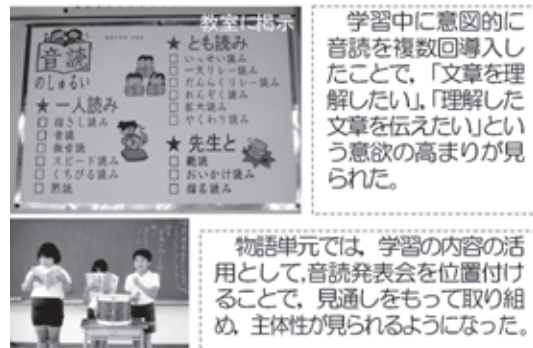 教室に掲示
音読
のしゅるい
★一人読み
□指さし読み
□音読
□微音読
□スピード読み
□くちびる読み
□黙読
★とも読み
□いっせい読み
□一文リレー読み
□だんらくリレー読み
□れんぞく読み
□拡大読み
□やくわり読み
★先生と
□範読
□おいかけ読み
□指名読み
学習中に意図的に
音読を複数回導入し
たことで,「文章を理
解したい」,「理解した
文章を伝えたい」とい
う意欲の高まりが見
られた。
物語単元では,学習の内容の活
用として,音読発表会を位置付け
ることで,見通しをもって取り組
め,主体性が見られるようになった。